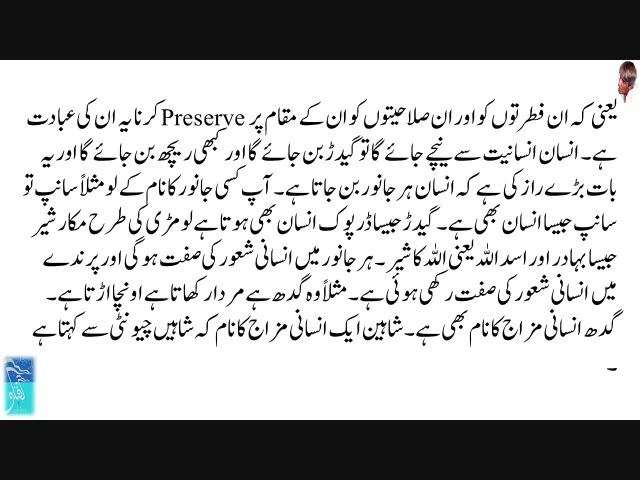 یعنی کہ ان فطرتوں کو اور ان صلاحیتوں کو ان کے مقام پر Preserve کرنا یہ ان کی عبادت
ہے۔ انسان انسانیت سے نیچے جائے گا تو گیدڑ بن جائے گا اور کبھی ریچھ بن جائے گا اور یہ
بات بڑے راز کی ہے کہ انسان ہر جانور بن جاتا ہے۔ آپ کسی جانور کا نام کے لو مثلاً سانپ تو
سانپ جیسا انسان بھی ہے۔ گیدڑ جیسا ڈرپوک انسان بھی ہوتا ہے لومڑی کی طرح مکار شیر
جیسا بہادر اور اسد اللہ یعنی اللہ کا شیر ۔ ہر جانور میں انسانی شعور کی صفت ہو گی اور پرندے
میں انسانی شعور کی صفت رکھی ہوئی ہے۔ مثلاً وہ گدھ ہے مردار کھاتا ہے اونچا اڑتا ہے۔
گدھ انسانی مزاج کا نام بھی ہے۔ شاہین ایک انسانی مزاج کا نام کہ شاہیں چیونٹی سے کہتا ہے
۔